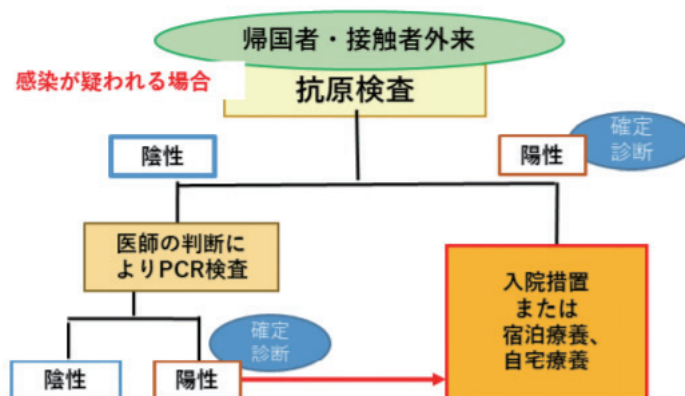 帰国者・接触者外来
感染が疑われる場合
抗原検査
陰性
陽性
確定
診断
医師の判断に
よりPCR検査
入院措置
または
宿泊療養、
自宅療養
確定
診断
陰性
陽性